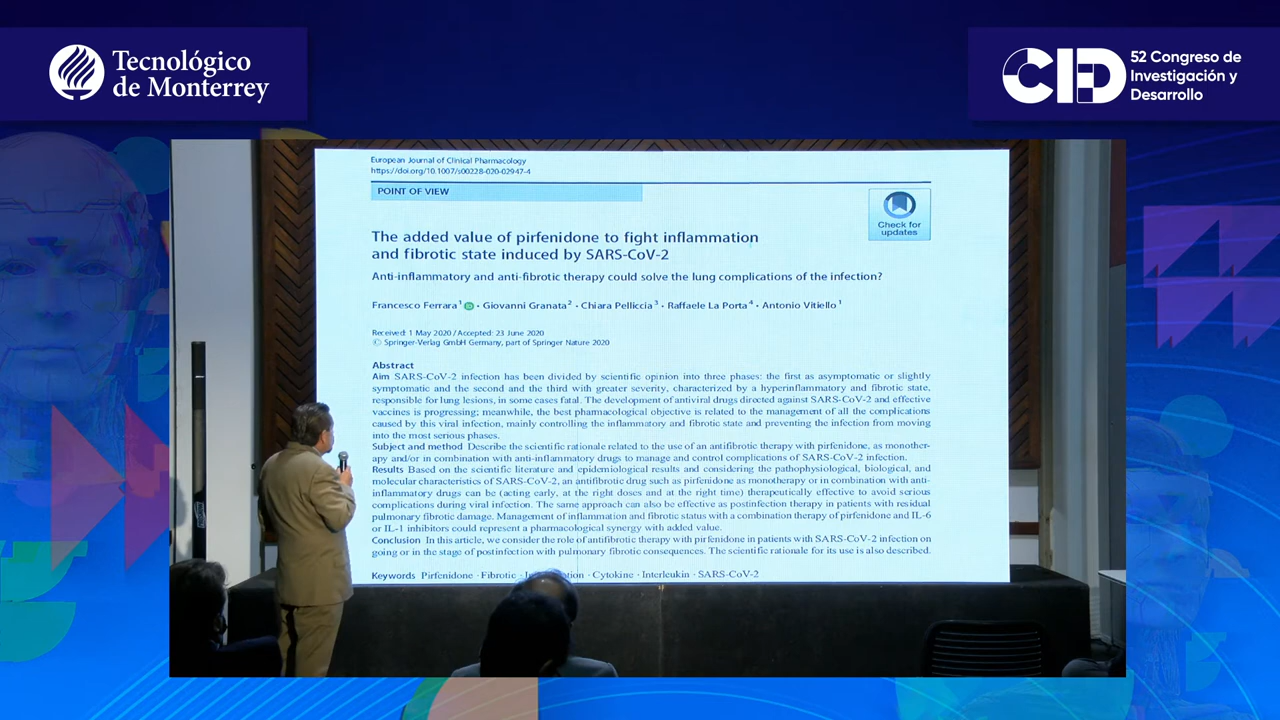 Tecnológico
de Monterrey
CID
52 Congreso de
Investigación y
Desarrollo
European Journal of Clinical Pharmacology
https://doi.org/10.1007/s00228-020-02947-4
POINT OF VIEW
Check for
updates
The added value of pirfenidone to fight inflammation
and fibrotic state induced by SARS-CoV-2
Anti-inflammatory and anti-fibrotic therapy could solve the lung complications of the infection?
Francesco Ferrara 1 · Giovanni Granata 2 · Chiara Pelliccia 3 · Raffaele La Porta 4 · Antonio Vitiello 1
Received: 1 May 2020 / Accepted: 23 June 2020
© Springer-Verlag GmbH Germany, part of Springer Nature 2020
Abstract
Aim SARS-CoV-2 infection has been divided by scientific opinion into three phases: the first as asymptomatic or slightly
symptomatic and the second and the third with greater severity, characterized by a hyperinflammatory and fibrotic state,
responsible for lung lesions, in some cases fatal. The development of antiviral drugs directed against SARS-CoV-2 and effective
vaccines is progressing; meanwhile, the best pharmacological objective is related to the management of all the complications
caused by this viral infection, mainly controlling the inflammatory and fibrotic state and preventing the infection from moving
into the most serious phases.
Subject and method Describe the scientific rationale related to the use of an antifibrotic therapy with pirfenidone, as monother-
apy and/or in combination with anti-inflammatory drugs to manage and control complications of SARS-CoV-2 infection.
Results Based on the scientific literature and epidemiological results and considering the pathophysiological, biological, and
molecular characteristics of SARS-CoV-2, an antifibrotic drug such as pirfenidone as monotherapy or in combination with anti-
inflammatory drugs can be (acting early, at the right doses and at the right time) therapeutically effective to avoid serious
complications during viral infection. The same approach can also be effective as postinfection therapy in patients with residual
pulmonary fibrotic damage. Management of inflammation and fibrotic status with a combination therapy of pirfenidone and IL-6
or IL-1 inhibitors could represent a pharmacological synergy with added value.
Conclusion In this article, we consider the role of antifibrotic therapy with pirfenidone in patients with SARS-CoV-2 infection on
going or in the stage of postinfection with pulmonary fibrotic consequences. The scientific rationale for its use is also described.
Keywords Pirfenidone · Fibrotic · · Cytokine · Interleukin · SARS-CoV-2